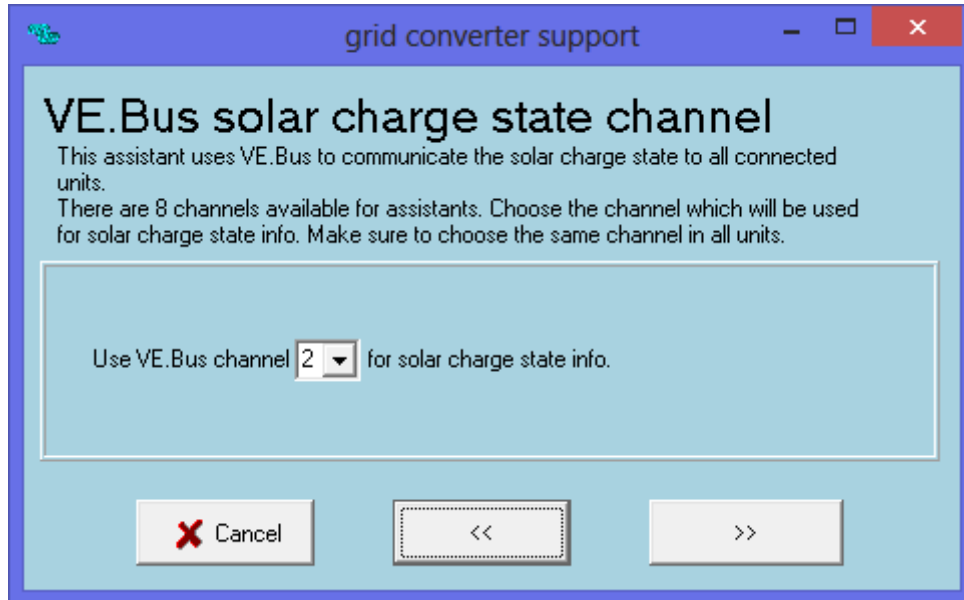 grid converter support
VE.Bus solar charge state channel
This assistant uses VE.Bus to communicate the solar charge state to all connected
units.
There are 8 channels available for assistants. Choose the channel which will be used
for solar charge state info. Make sure to choose the same channel in all units.
Use VE.Bus channel 2 for solar charge state info.
Cancel << >>